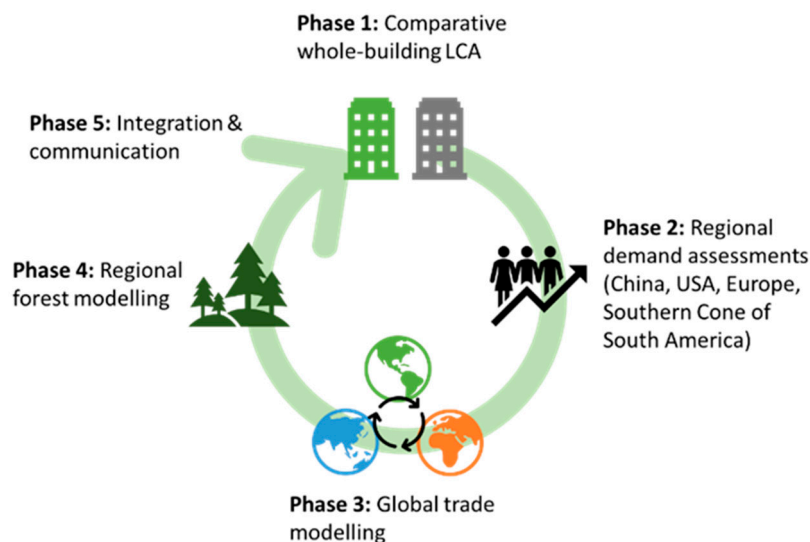 Phase 1: Comparative
whole-building LCA
Phase 2: Regional
demand assessments
(China, USA, Europe,
Southern Cone of
South America)
Phase 3: Global trade
modelling
Phase 4: Regional
forest modelling
Phase 5: Integration &
communication